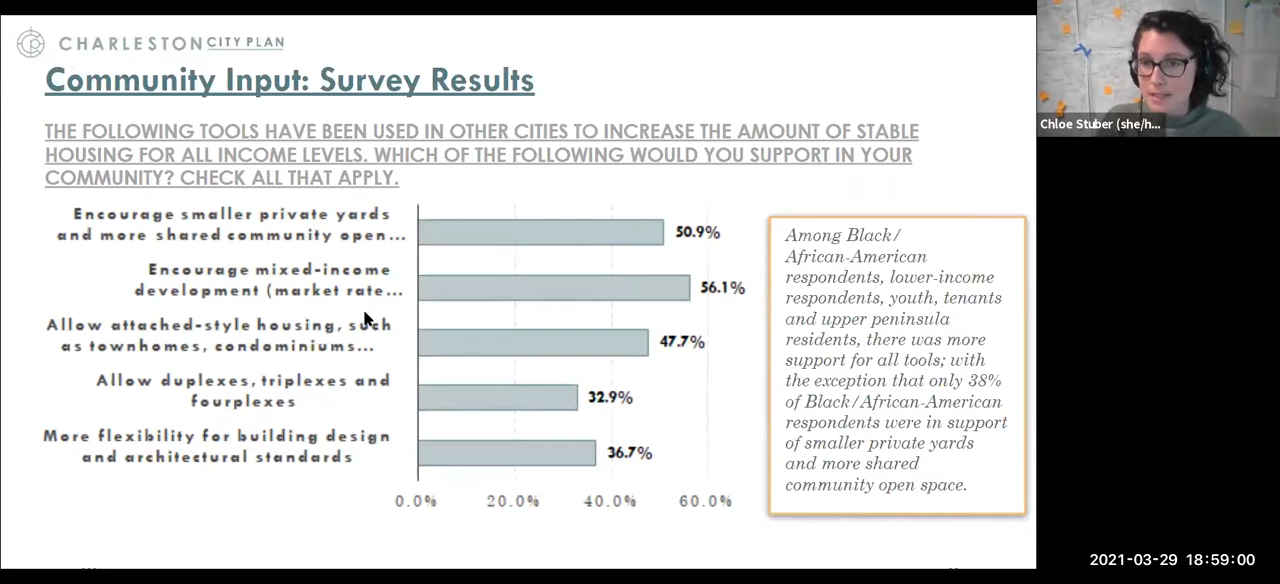 CHARLESTON CITY PLAN
Community Input: Survey Results
THE FOLLOWING TOOLS HAVE BEEN USED IN OTHER CITIES TO INCREASE THE AMOUNT OF STABLE
HOUSING FOR ALL INCOME LEVELS. WHICH OF THE FOLLOWING WOULD YOU SUPPORT IN YOUR
COMMUNITY? CHECK ALL THAT APPLY.
Encourage smaller private yards
and more shared community open...
50.9%
Encourage mixed-income
development (market rate...
56.1%
Allow attached-style housing, such
as townhomes, condominiums...
47.7%
Allow duplexes, triplexes and
fourplexes
32.9%
More flexibility for building design
and architectural standards
36.7%
0.0% 20.0% 40.0% 60.0%
Among Black/
African-American
respondents, lower-income
respondents, youth, tenants
and upper peninsula
residents, there was more
support for all tools; with
the exception that only 38%
of Black/African-American
respondents were in support
of smaller private yards
and more shared
community open space.
Chloe Stuber (she/h...
2021-03-29 18:59:00